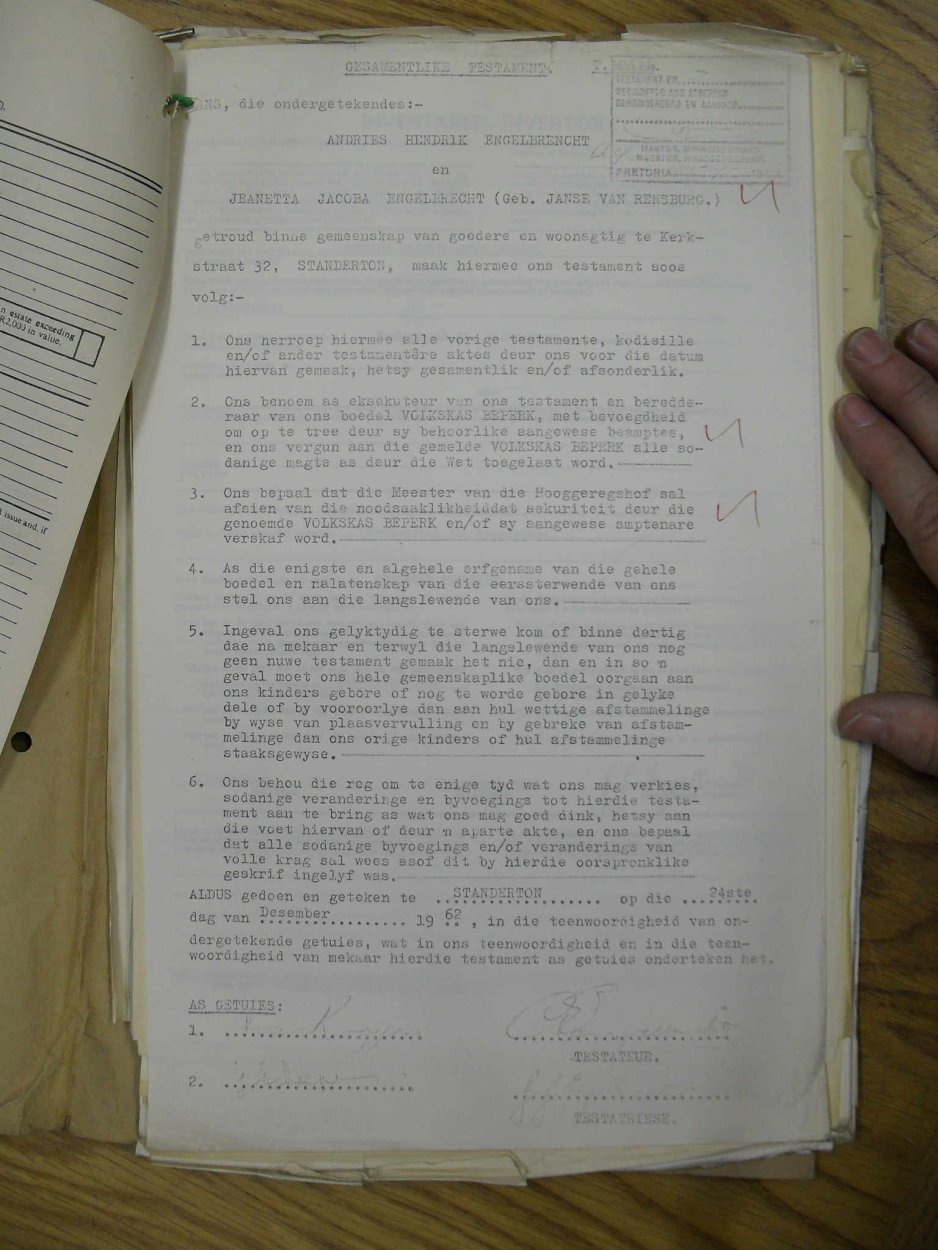 GESAMENTLIKE TESTAMENT. T.
ONS, die ondergetekendes:-
ANDRIES HENDRIK ENGELBRENCHT
en
JEANETTA JACOBA ENGELBRECHT (Geb. JANSE VAN RENSBURG.)
getroud binne gemeenskap van goedere en woonagtig te Kerk-
straat 32, STANDERTON, maak hiermee ons testament soos
volg:-
1. Ons herroep hiermee alle vorige testamente, kodisille
en/of ander testamentêre aktes deur ons voor die datum
hiervan gemaak, hetsy gesamentlik en/of afsonderlik.
2. Ons benoem as eksekuteur van ons testament en beredde-
raar van ons boedel VOLKSKAS BEPERK, met bevoegdheid
om op te tree deur sy behoorlike aangewese beamptes,
en ons vergun aan die gemelde VOLKSKAS BEPERK alle so-
danige magte as deur die Wet toegelaat word.
3. Ons bepaal dat die Meester van die Hooggeregshof sal
afsien van die noodsaaklikheiddat sekuriteit deur die
genoemde VOLKSKAS BEPERK en/of sy aangewese amptenare
verskaf word.
4. As die enigste en algehele erfgename van die gehele
boedel en nalatenskap van die eerssterwende van ons
stel ons aan die langslewende van ons.
5. Ingeval ons gelyktydig te sterwe kom of binne dertig
dae na mekaar en terwyl die langslewende van ons nog
geen nuwe testament gemaak het nie, dan en in so 'n
geval moet ons hele gemeenskaplike boedel oorgaan aan
ons kinders gebore of nog te worde gebore in gelyke
dele of by vooroorlye dan aan hul wettige afstammelinge
by wyse van plaasvervulling en by gebreke van afstam-
melinge dan ons orige kinders of hul afstammelinge
staaksgewyse.
6. Ons behou die reg om te enige tyd wat ons mag verkies,
sodanige veranderinge en byvoegings tot hierdie testa-
ment aan te bring as wat ons mag goed dink, hetsy aan
die voet hiervan of deur 'n aparte akte, en ons bepaal
dat alle sodanige byvoegings en/of veranderings van
volle krag sal wees asof dit by hierdie oorspronklike
geskrif ingelyf was.
ALDUS gedoen en geteken te STANDERTON op die 24ste
dag van Desember 19 62, in die teenwoordigheid van on-
dergetekende getuies, wat in ons teenwoordigheid en in die teen-
woordigheid van mekaar hierdie testament as getuies onderteken het.
AS GETUIES:
1.
TESTATEUR.
2.
TESTATRIESE.
PRETORIA
n estate exceeding
R2,000 in value.
issue and, if